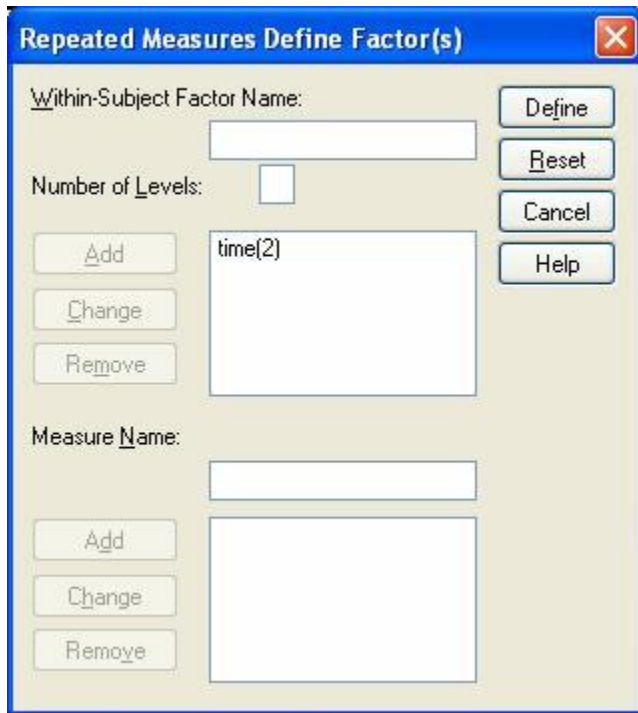 Repeated Measures Define Factor(s)
Within-Subject Factor Name:
Define
Reset
Number of Levels:
Cancel
Add
time(2)
Help
Change
Remove
Measure Name:
Add
Change
Remove